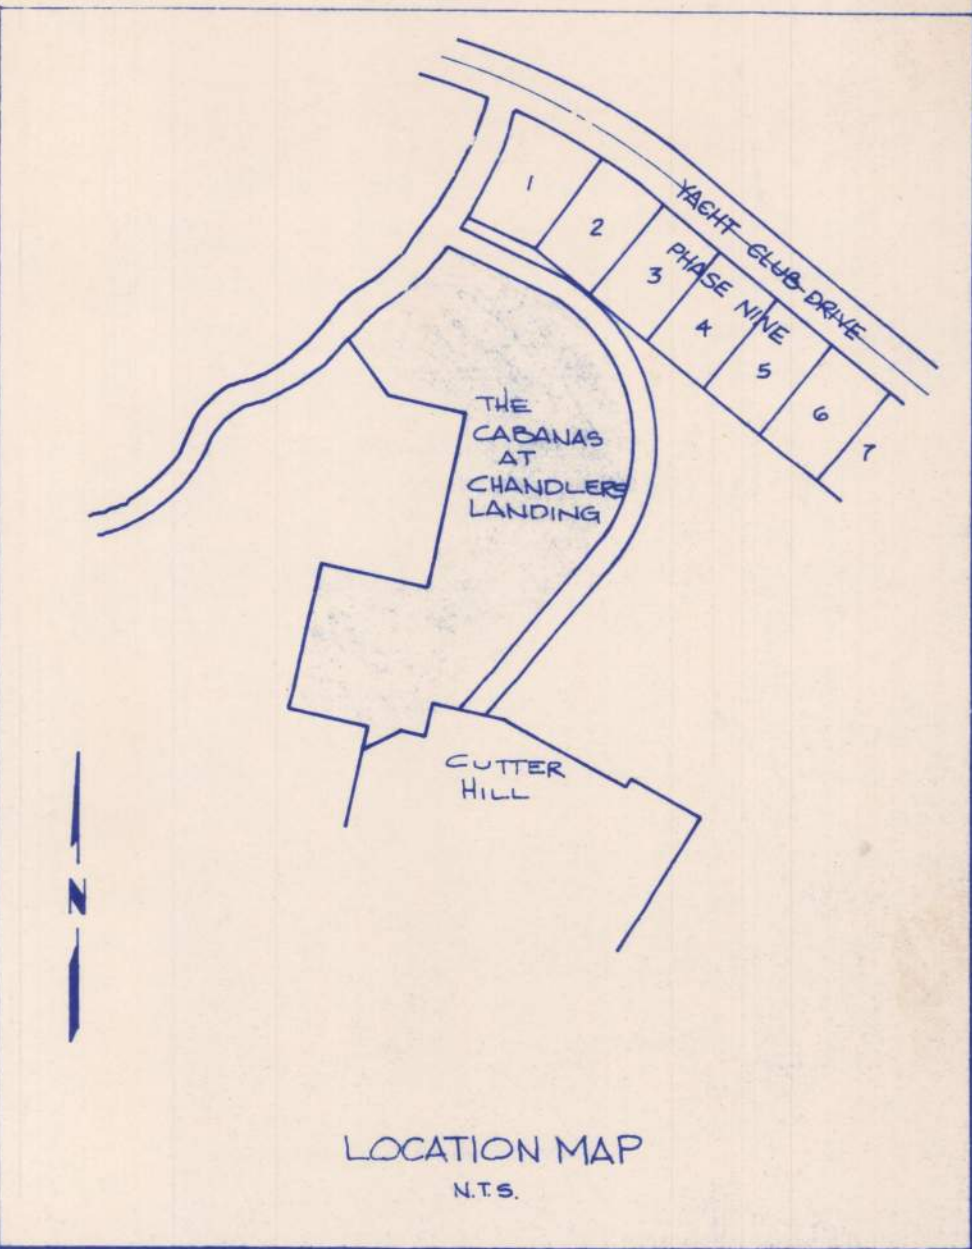 YACHT CLUB DRIVE
PHASE NINE
1
2
3
4
5
6
7
THE
CABANAS
AT
CHANDLERS
LANDING
CUTTER
HILL
N
LOCATION MAP
N.T.S.